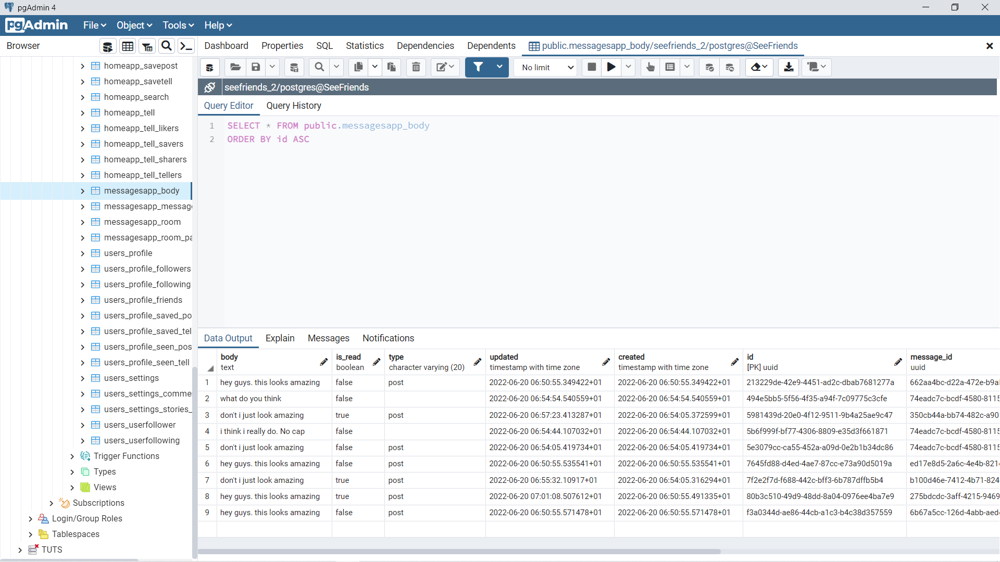 pgAdmin 4
pgAdmin File Object Tools Help
Browser
Dashboard Properties SQL Statistics Dependencies Dependents public.messagesapp_body/seefriends_2/postgres@SeeFriends
No limit
seefriends_2/postgres@SeeFriends
Query Editor Query History
1 SELECT * FROM public.messagesapp_body
2 ORDER BY id ASC
homeapp_savepost
homeapp_savetell
homeapp_search
homeapp_tell
homeapp_tell_likers
homeapp_tell_savers
homeapp_tell_sharers
homeapp_tell_tellers
messagesapp_body
messagesapp_message
messagesapp_room
messagesapp_room_pa
users_profile
users_profile_followers
users_profile_following
users_profile_friends
users_profile_saved_po
users_profile_saved_tel
users_profile_seen_pos
users_profile_seen_tell
users_settings
users_settings_comme
users_settings_stories_
users_userfollower
users_userfollowing
Trigger Functions
Types
Views
Subscriptions
Login/Group Roles
Tablespaces
TUTS
Data Output Explain Messages Notifications
body is_read type updated created id message_id
text boolean character varying (20) timestamp with time zone timestamp with time zone [PK] uuid uuid
1 hey guys. this looks amazing false post 2022-06-20 06:50:55.349422+01 2022-06-20 06:50:55.349422+01 213229de-42e9-4451-ad2c-dbab7681277a 662aa4bc-d22a-472e-b9a
2 what do you think false 2022-06-20 06:54:54.540559+01 2022-06-20 06:54:54.540559+01 494e5bb5-5f56-4f35-a94f-7c09775c3cfe 74eadc7c-bcdf-4580-8115
3 don't i just look amazing true post 2022-06-20 06:57:23.413287+01 2022-06-20 06:54:05.372599+01 5981439d-20e0-4f12-9511-9b4a25ae9c47 350cb44a-bb74-482c-a90
4 i think i really do. No cap false 2022-06-20 06:54:44.107032+01 2022-06-20 06:54:44.107032+01 5b6f999f-bf77-4306-8809-e35d3f661871 74eadc7c-bcdf-4580-8115
5 don't i just look amazing false post 2022-06-20 06:54:05.419734+01 2022-06-20 06:54:05.419734+01 5e3079cc-ca55-452a-a09d-0e2b1b34dc86 74eadc7c-bcdf-4580-8115
6 hey guys. this looks amazing false post 2022-06-20 06:50:55.535541+01 2022-06-20 06:50:55.535541+01 7645fd88-d4ed-4ae7-87cc-e73a90d5019a ed17e8d5-2a6c-4e4b-821
7 don't i just look amazing true post 2022-06-20 06:55:32.10917+01 2022-06-20 06:54:05.316294+01 7f2e2f7d-f688-442c-bff3-6b787dffb5b4 b100d46e-7412-4b71-824
8 hey guys. this looks amazing true post 2022-06-20 07:01:08.507612+01 2022-06-20 06:50:55.491335+01 80b3c510-49d9-48dd-8a04-0976ee4ba7e9 275bdcdc-3aff-4215-9469
9 hey guys. this looks amazing false post 2022-06-20 06:50:55.571478+01 2022-06-20 06:50:55.571478+01 f3a0344d-ae86-44cb-a1c3-b4c38d357559 6b67a5cc-126d-4abb-aed